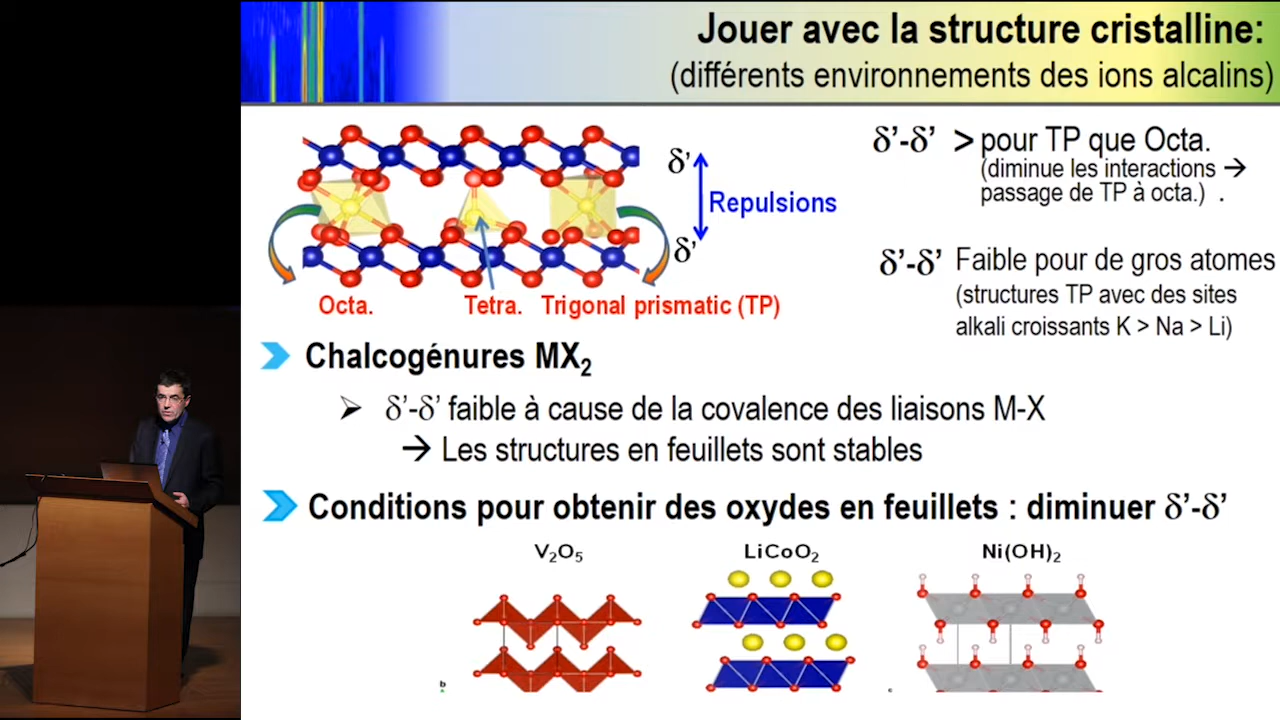 Jouer avec la structure cristalline:
(différents environnements des ions alcalins)
δ’-δ’ > pour TP que Octa.
(diminue les interactions →
passage de TP à octa.) .
δ’
Repulsions
δ’
δ’-δ’ Faible pour de gros atomes
(structures TP avec des sites
alkali croissants K > Na > Li)
Octa. Tetra. Trigonal prismatic (TP)
Chalcogénures MX₂
➢ δ’-δ’ faible à cause de la covalence des liaisons M-X
→ Les structures en feuillets sont stables
Conditions pour obtenir des oxydes en feuillets : diminuer δ’-δ’
V₂O₅ LiCoO₂ Ni(OH)₂
b c